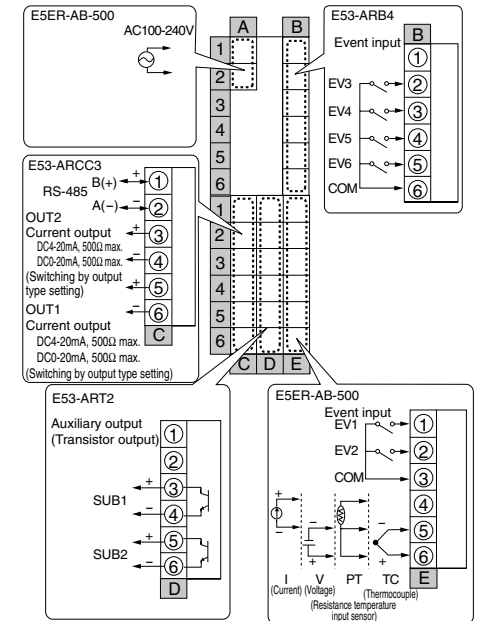 E5ER-AB-500
AC100-240V
A
B
1
2
3
4
5
6
1
2
3
4
5
6
C D E
E53-ARB4
B
Event input
①
EV3 ②
EV4 ③
EV5 ④
EV6 ⑤
COM ⑥
E53-ARCC3
RS-485 B(+) + ①
A(−) − ②
OUT2
Current output + ③
DC4-20mA, 500Ω max.
DC0-20mA, 500Ω max. − ④
(Switching by output
type setting) + ⑤
OUT1 − ⑥
Current output C
DC4-20mA, 500Ω max.
DC0-20mA, 500Ω max.
(Switching by output type setting)
E53-ART2
Auxiliary output
(Transistor output) ①
②
+ ③
SUB1
− ④
+ ⑤
SUB2
− ⑥
D
E5ER-AB-500
Event input
EV1 ①
EV2 ②
COM ③
④
+ − − ⑤
− + + ⑥
I V PT TC E
(Current) (Voltage) (Thermocouple)
(Resistance temperature
input sensor)